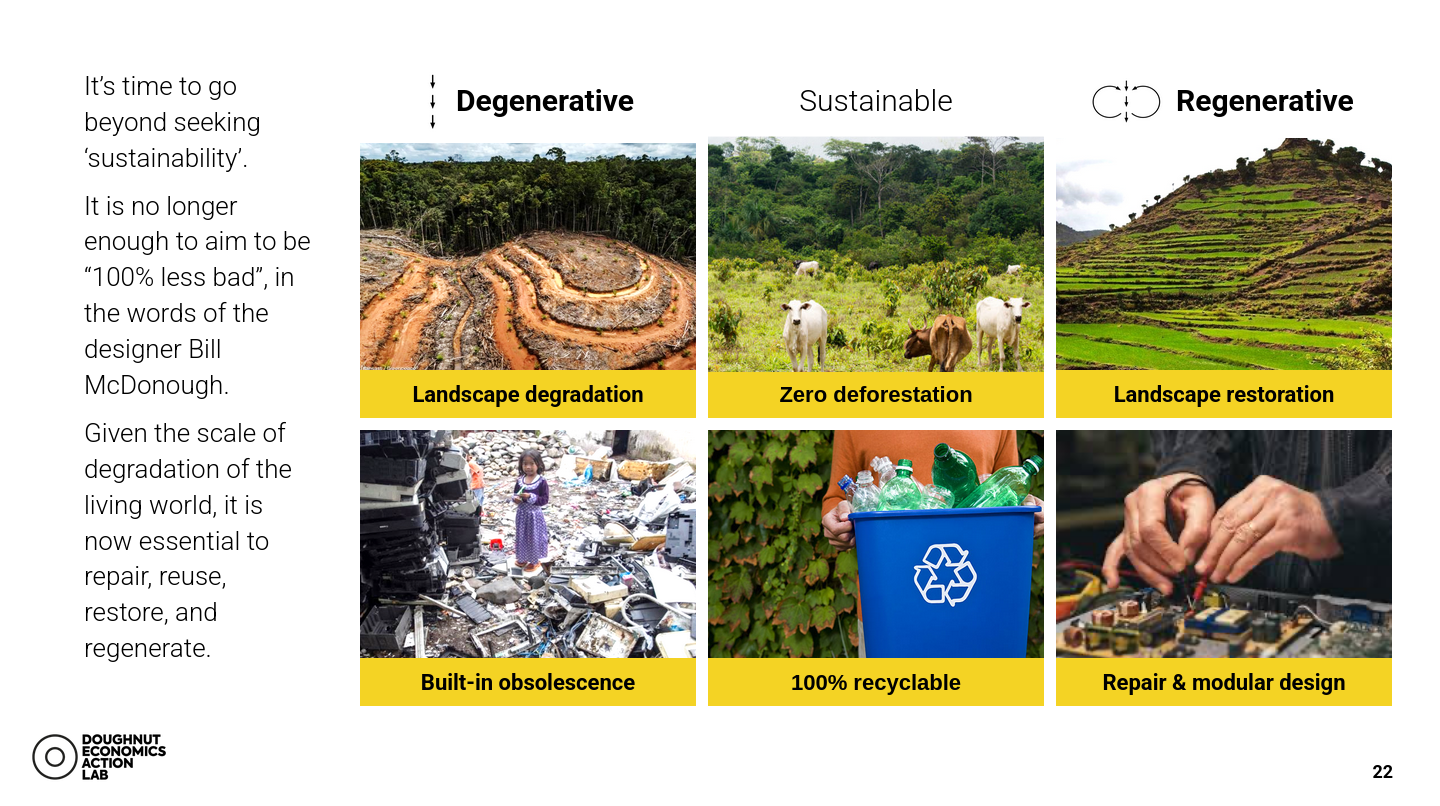 It’s time to go
beyond seeking
‘sustainability’.
It is no longer
enough to aim to be
“100% less bad”, in
the words of the
designer Bill
McDonough.
Given the scale of
degradation of the
living world, it is
now essential to
repair, reuse,
restore, and
regenerate.
Degenerative
Sustainable
Regenerative
Landscape degradation
Zero deforestation
Landscape restoration
Built-in obsolescence
100% recyclable
Repair & modular design
DOUGHNUT
ECONOMICS
ACTION
LAB
22